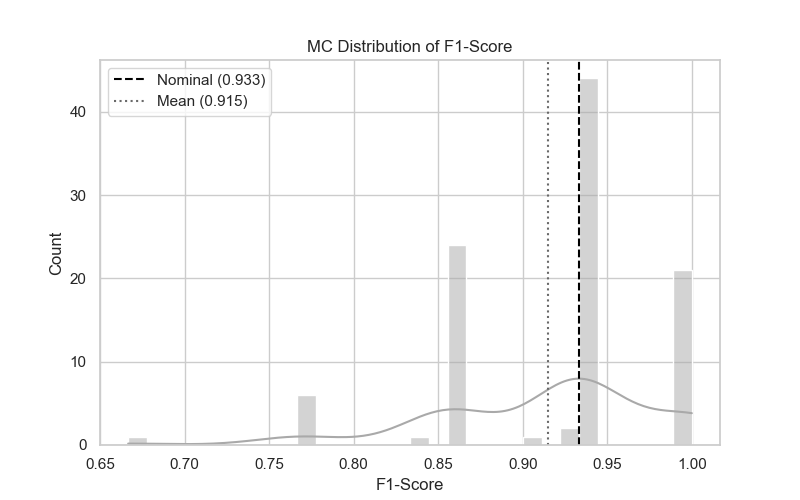 MC Distribution of F1-Score
Nominal (0.933)
Mean (0.915)
40
30
20
10
0
Count
0.65 0.70 0.75 0.80 0.85 0.90 0.95 1.00
F1-Score